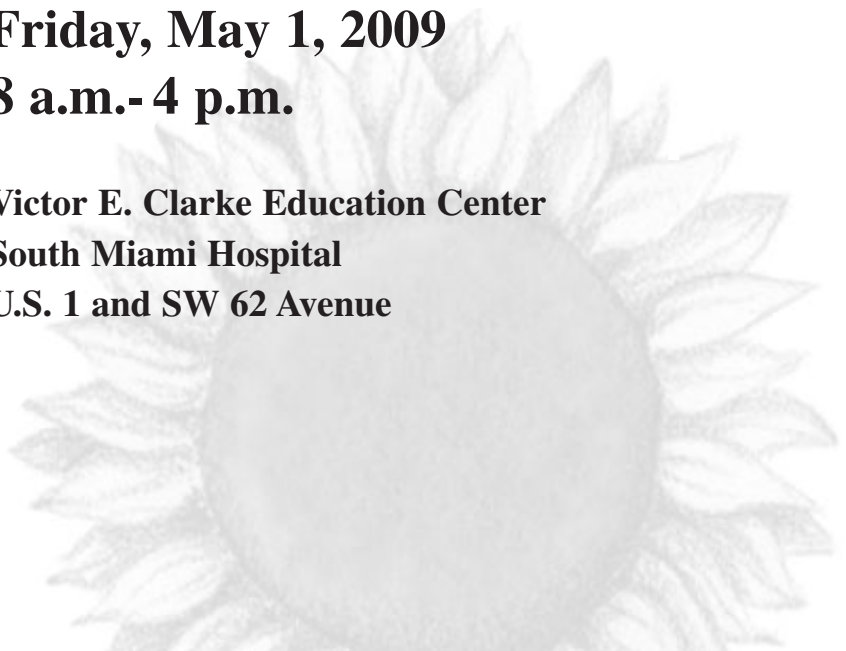 Friday, May 1, 2009
8 a.m.- 4 p.m.
Victor E. Clarke Education Center
South Miami Hospital
U.S. 1 and SW 62 Avenue